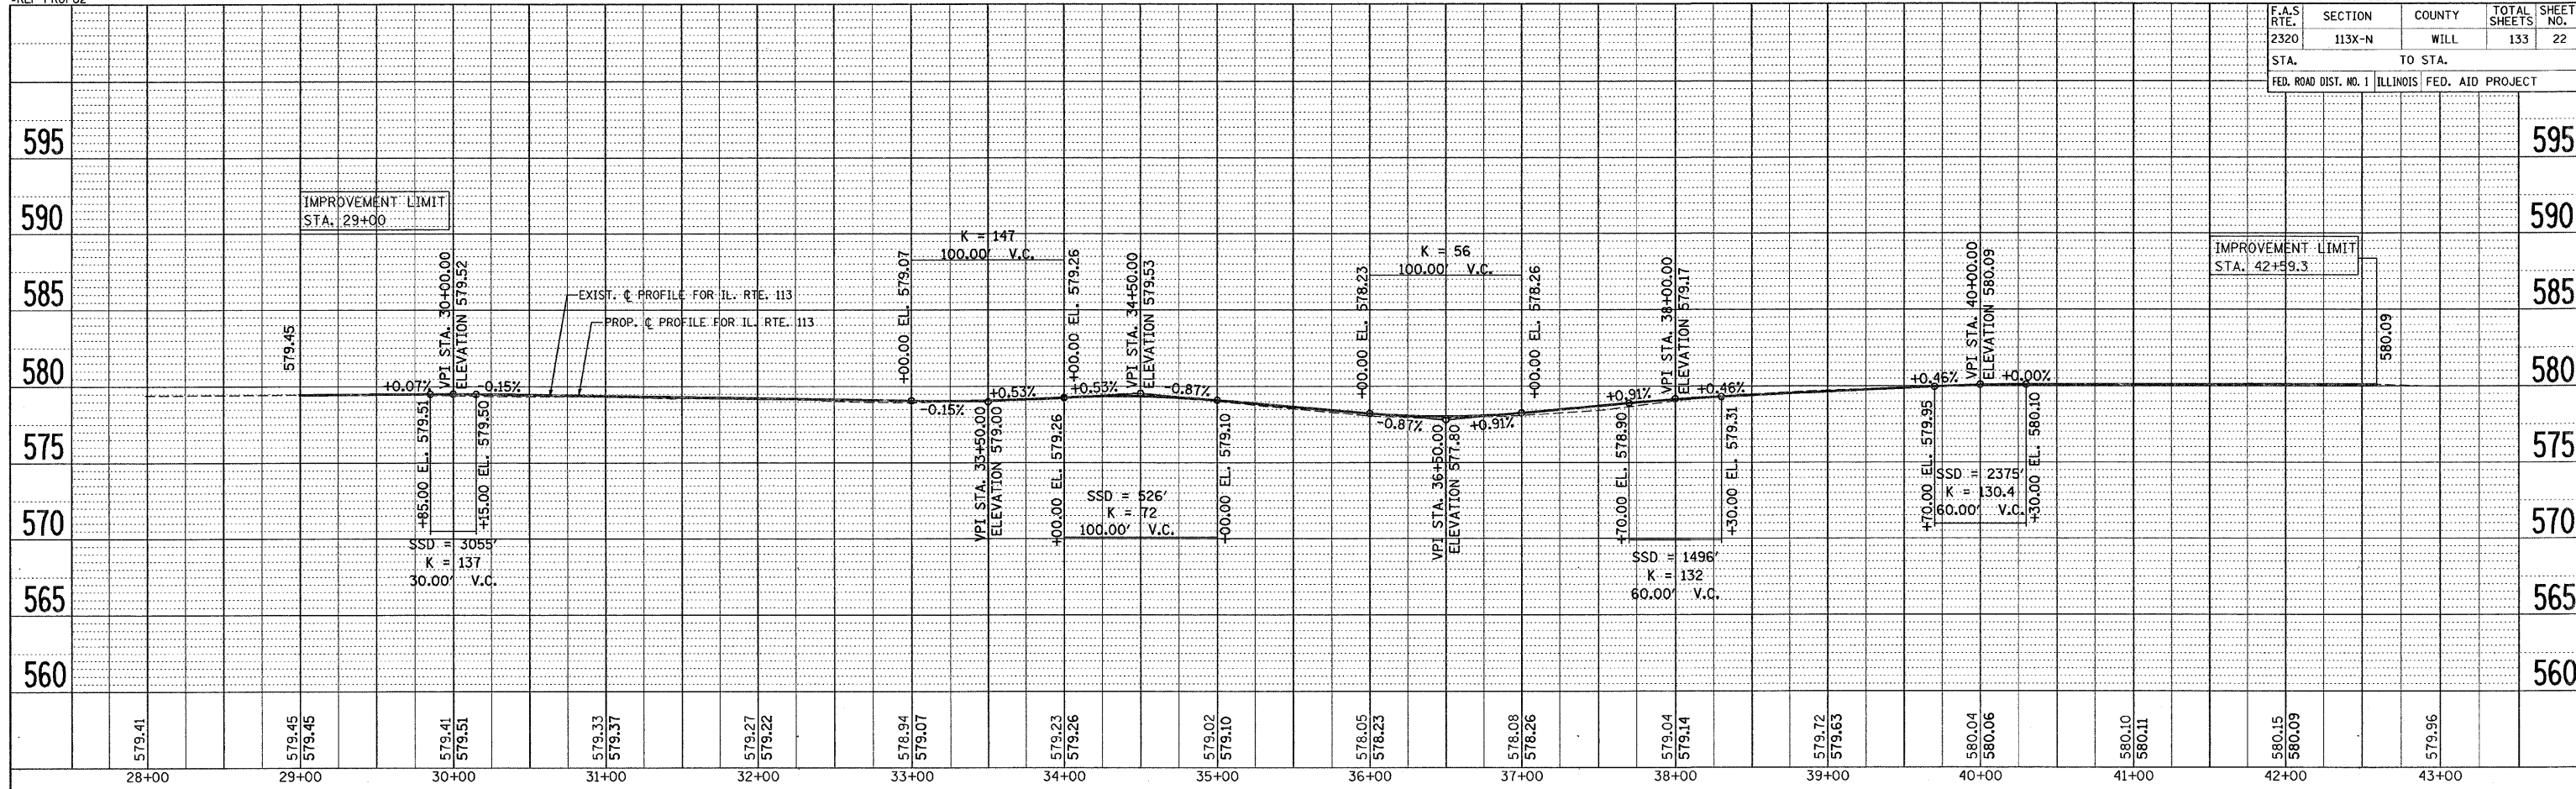 F.A.S RTE. SECTION COUNTY TOTAL SHEETS SHEET NO.
2320 113X-N WILL 133 22
STA. TO STA.
FED. ROAD DIST. NO. 1 ILLINOIS FED. AID PROJECT
595 595
590 590
585 585
580 580
575 575
570 570
565 565
560 560
IMPROVEMENT LIMIT
STA. 29+00
579.45
+0.07%
VPI STA. 30+00.00
ELEVATION 579.52
-0.15%
+85.00 EL. 579.51
+15.00 EL. 579.50
SSD = 3055'
K = 137
30.00' V.C.
EXIST. ℄ PROFILE FOR IL. RTE. 113
PROP. ℄ PROFILE FOR IL. RTE. 113
+00.00 EL. 579.07
K = 147
100.00' V.C.
+00.00 EL. 579.26
-0.15%
+0.53%
VPI STA. 33+50.00
ELEVATION 579.00
+0.53%
VPI STA. 34+50.00
ELEVATION 579.53
-0.87%
+00.00 EL. 579.26
SSD = 526'
K = 72
100.00' V.C.
+00.00 EL. 579.10
+00.00 EL. 578.23
K = 56
100.00' V.C.
+00.00 EL. 578.26
-0.87%
+0.91%
VPI STA. 36+50.00
ELEVATION 577.80
+0.91%
VPI STA. 38+00.00
ELEVATION 579.17
+0.46%
+70.00 EL. 578.90
+30.00 EL. 579.31
SSD = 1496'
K = 132
60.00' V.C.
+0.46%
VPI STA. 40+00.00
ELEVATION 580.09
+0.00%
+70.00 EL. 579.95
SSD = 2375'
K = 130.4
60.00' V.C.
+30.00 EL. 580.10
IMPROVEMENT LIMIT
STA. 42+59.3
580.09
579.41
579.45
579.45
579.41
579.51
579.33
579.37
579.27
579.22
578.94
579.07
579.23
579.26
579.02
579.10
578.05
578.23
578.08
578.26
579.04
579.14
579.72
579.63
580.04
580.06
580.10
580.11
580.15
580.09
579.96
28+00 29+00 30+00 31+00 32+00 33+00 34+00 35+00 36+00 37+00 38+00 39+00 40+00 41+00 42+00 43+00